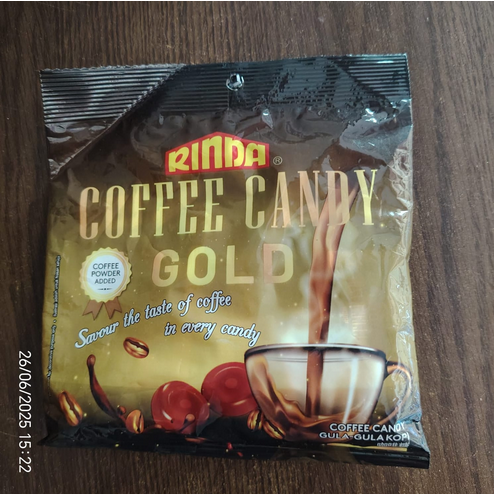 RINDA®
COFFEE CANDY
GOLD
COFFEE
POWDER
ADDED
Savour the taste of coffee
in every candy
COFFEE CANDY
GULA-GULA KOPI
26/06/2025 15:22